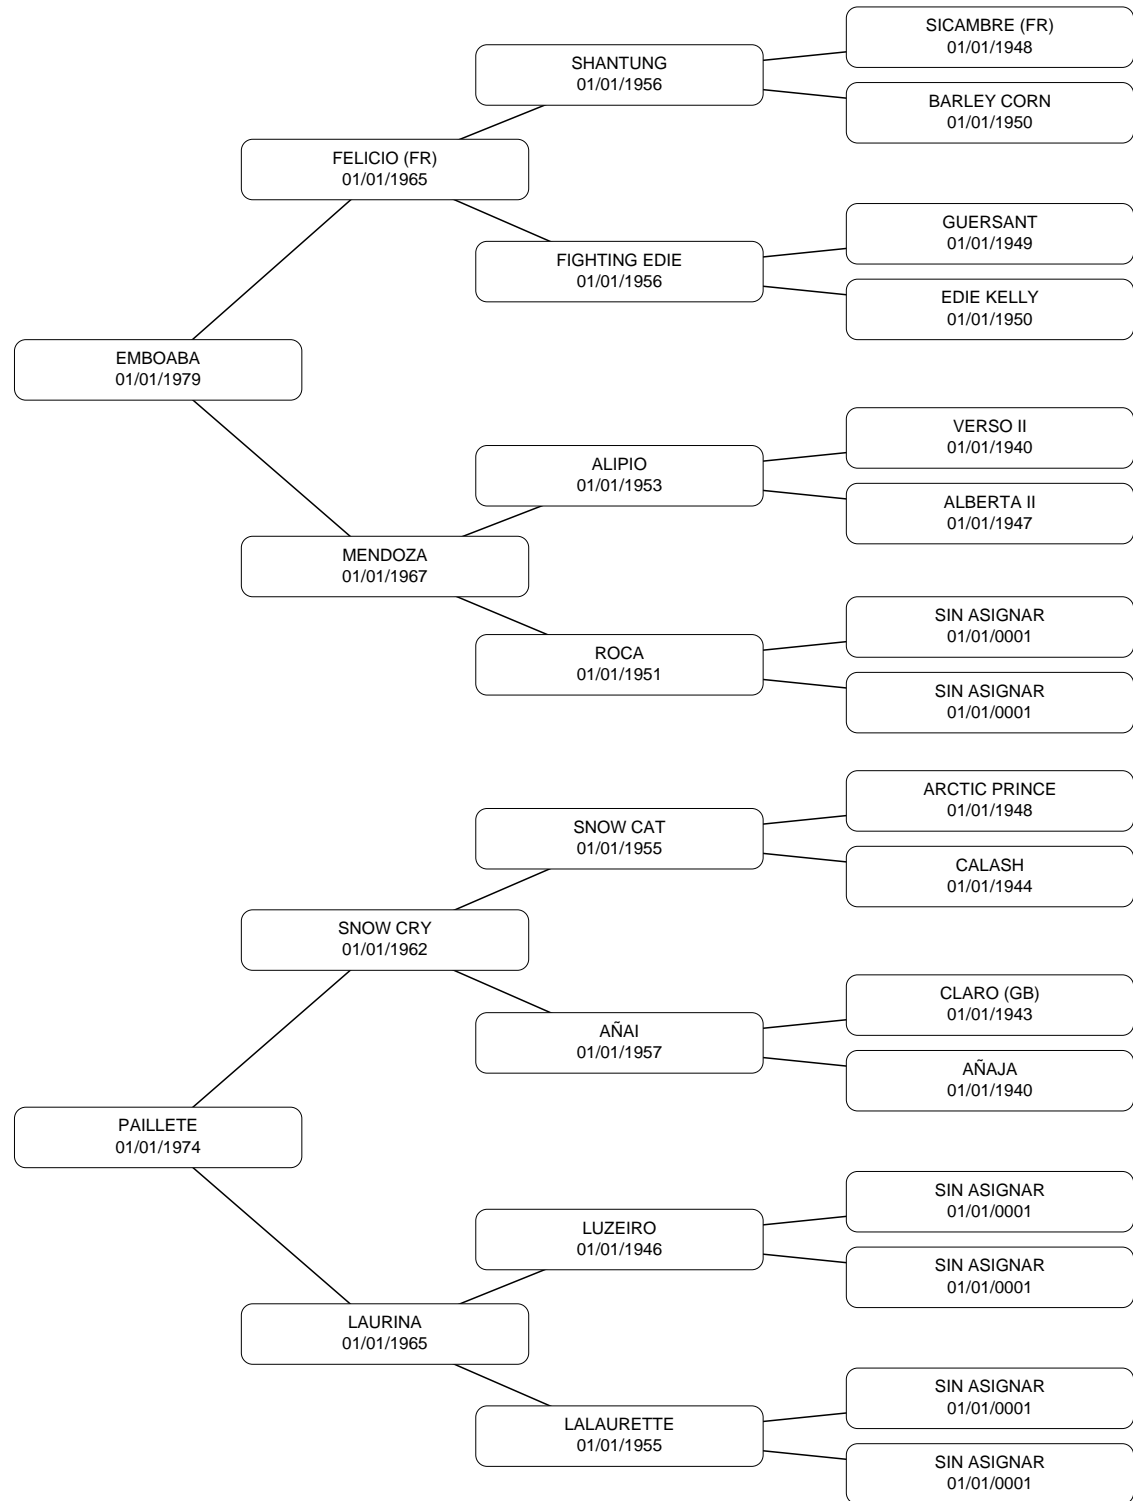 SICAMBRE (FR)
01/01/1948
SHANTUNG
01/01/1956
BARLEY CORN
01/01/1950
FELICIO (FR)
01/01/1965
GUERSANT
01/01/1949
FIGHTING EDIE
01/01/1956
EDIE KELLY
01/01/1950
EMBOABA
01/01/1979
VERSO II
01/01/1940
ALIPIO
01/01/1953
ALBERTA II
01/01/1947
MENDOZA
01/01/1967
SIN ASIGNAR
01/01/0001
ROCA
01/01/1951
SIN ASIGNAR
01/01/0001
ARCTIC PRINCE
01/01/1948
SNOW CAT
01/01/1955
CALASH
01/01/1944
SNOW CRY
01/01/1962
CLARO (GB)
01/01/1943
AÑAI
01/01/1957
AÑAJA
01/01/1940
PAILLETE
01/01/1974
SIN ASIGNAR
01/01/0001
LUZEIRO
01/01/1946
SIN ASIGNAR
01/01/0001
LAURINA
01/01/1965
SIN ASIGNAR
01/01/0001
LALAURETTE
01/01/1955
SIN ASIGNAR
01/01/0001